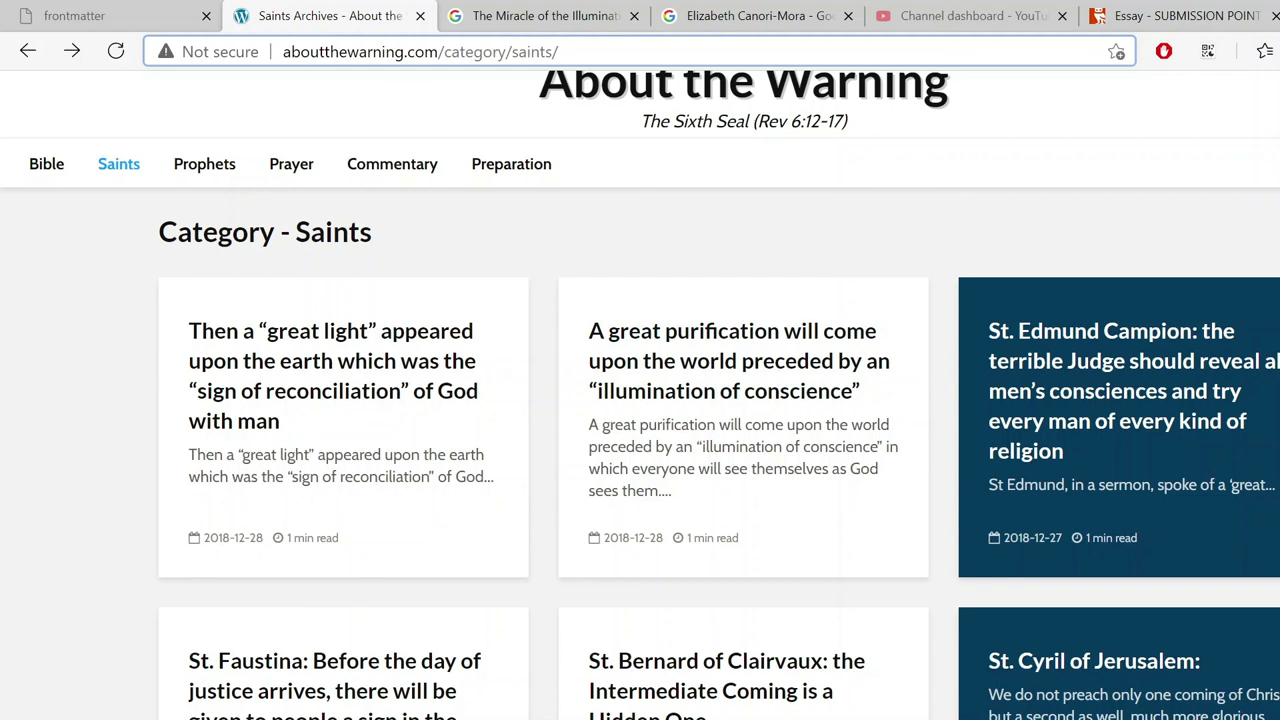 frontmatter
Saints Archives - About the
The Miracle of the Illuminat
Elizabeth Canori-Mora - Go
Channel dashboard - YouTu
Essay - SUBMISSION POINT
Not secure
aboutthewarning.com/category/saints/
About the Warning
The Sixth Seal (Rev 6:12-17)
Bible
Saints
Prophets
Prayer
Commentary
Preparation
Category - Saints
Then a “great light” appeared
upon the earth which was the
“sign of reconciliation” of God
with man
Then a “great light” appeared upon the earth
which was the “sign of reconciliation” of God...
2018-12-28
1 min read
A great purification will come
upon the world preceded by an
“illumination of conscience”
A great purification will come upon the world
preceded by an “illumination of conscience” in
which everyone will see themselves as God
sees them....
2018-12-28
1 min read
St. Edmund Campion: the
terrible Judge should reveal al
men’s consciences and try
every man of every kind of
religion
St Edmund, in a sermon, spoke of a ‘great...
2018-12-27
1 min read
St. Faustina: Before the day of
justice arrives, there will be
given to people a sign in the
St. Bernard of Clairvaux: the
Intermediate Coming is a
Hidden One
St. Cyril of Jerusalem:
We do not preach only one coming of Chris
but a second as well, much more glorious